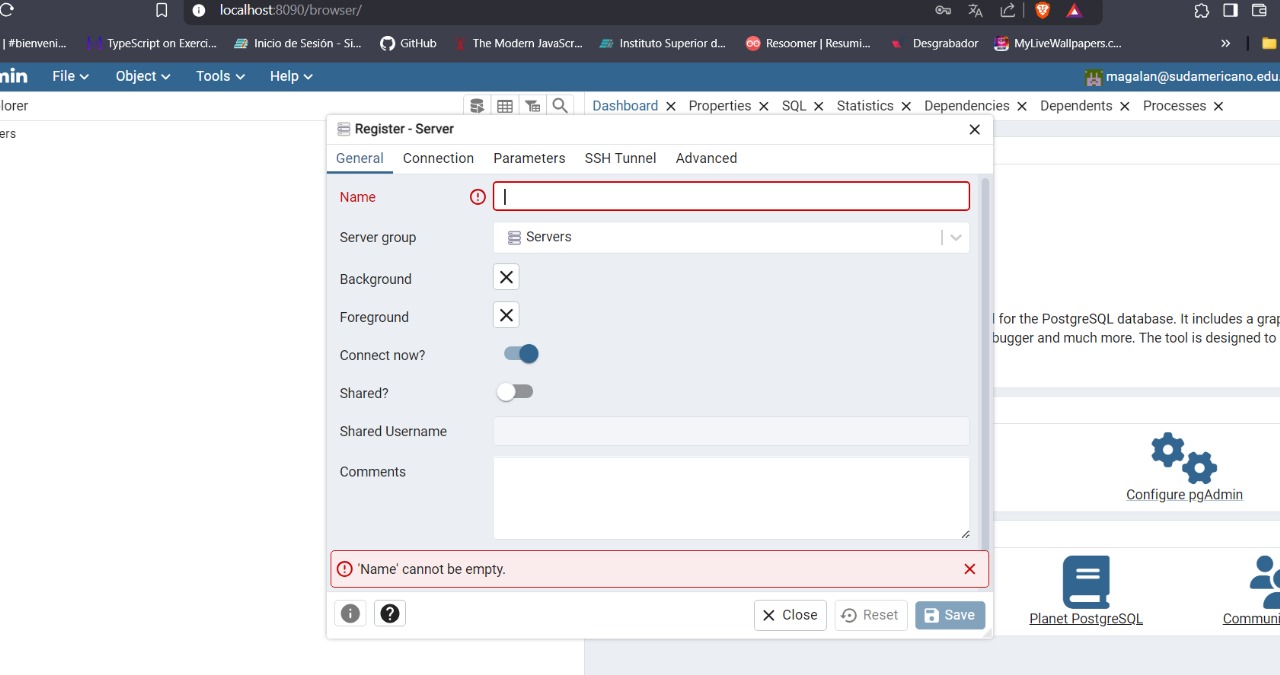 localhost:8090/browser/
| #bienveni... TypeScript on Exerci... Inicio de Sesión - Si... GitHub The Modern JavaScr... Instituto Superior d... Resoomer | Resumi... Desgrabador MyLiveWallpapers.c... »
min File Object Tools Help magalan@sudamericano.edu.
lorer Dashboard Properties SQL Statistics Dependencies Dependents Processes
ers
Register - Server
General Connection Parameters SSH Tunnel Advanced
Name
Server group Servers
Background
Foreground
l for the PostgreSQL database. It includes a grap
bugger and much more. The tool is designed to
Connect now?
Shared?
Shared Username
Comments
Configure pgAdmin
'Name' cannot be empty.
Close Reset Save
Planet PostgreSQL Communi